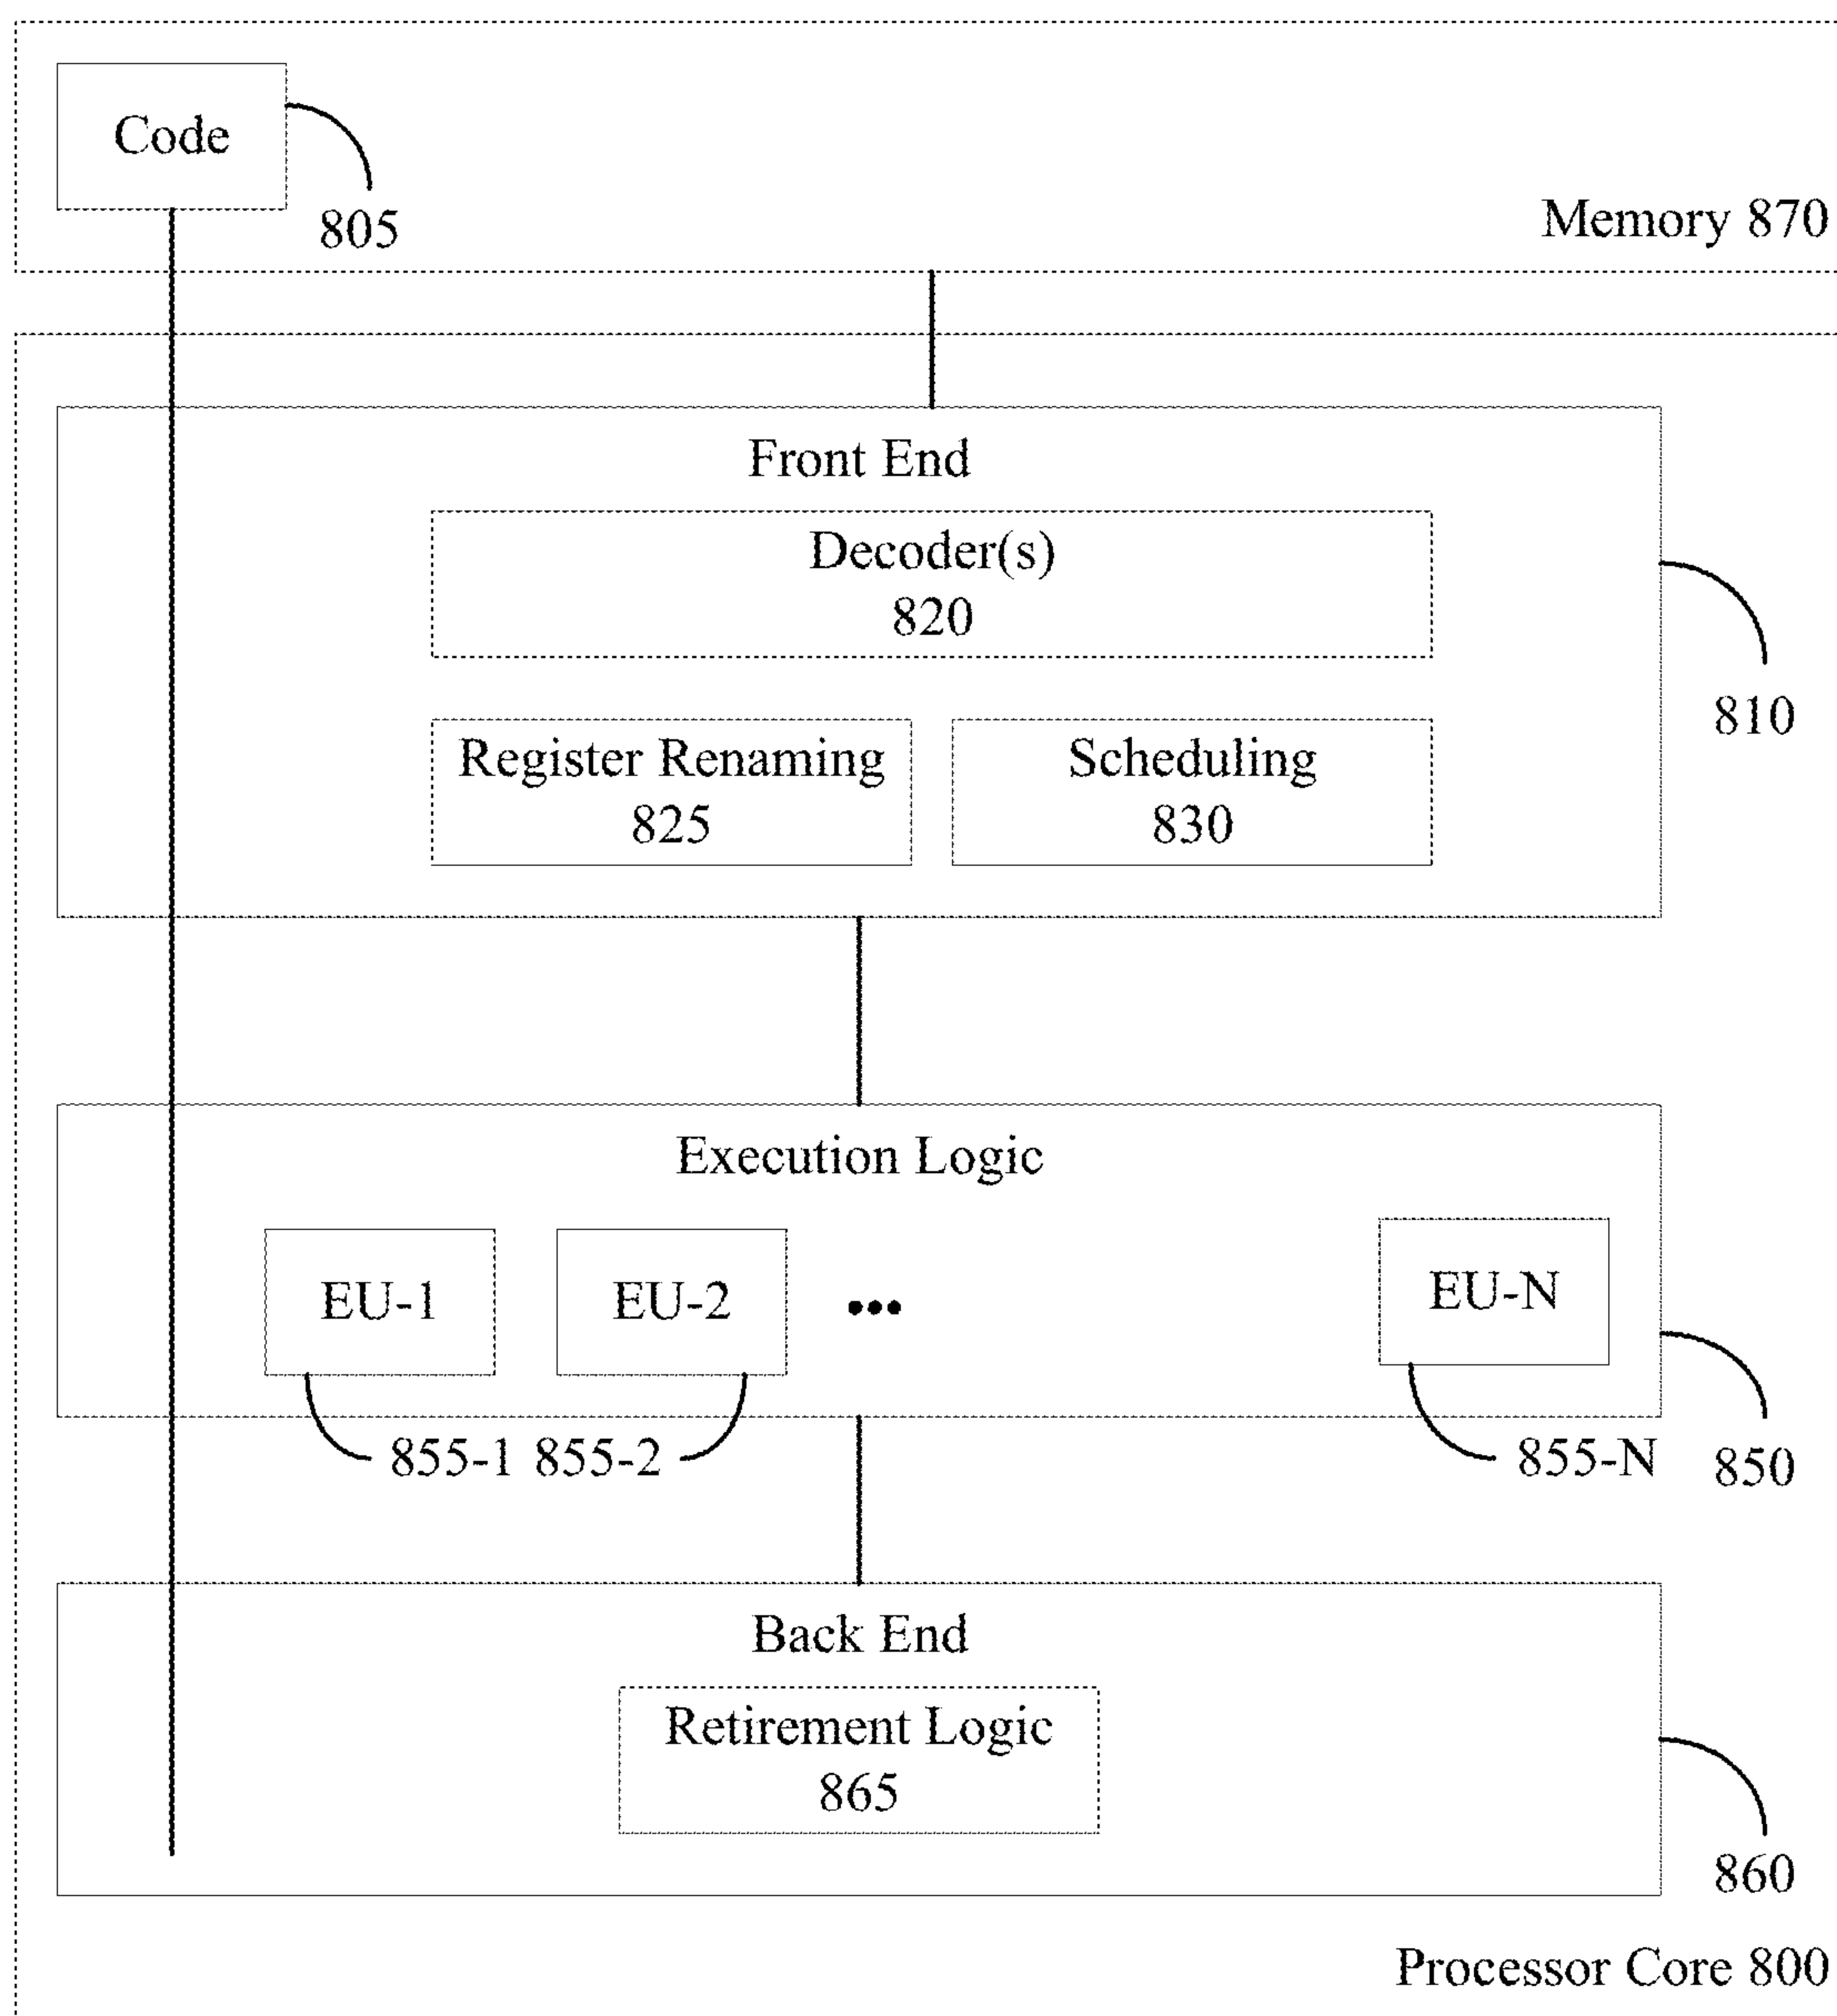 Code
805
Memory 870
Front End
Decoder(s)
820
810
Register Renaming
825
Scheduling
830
Execution Logic
EU-1
EU-2
•••
EU-N
855-1
855-2
855-N
850
Back End
Retirement Logic
865
860
Processor Core 800